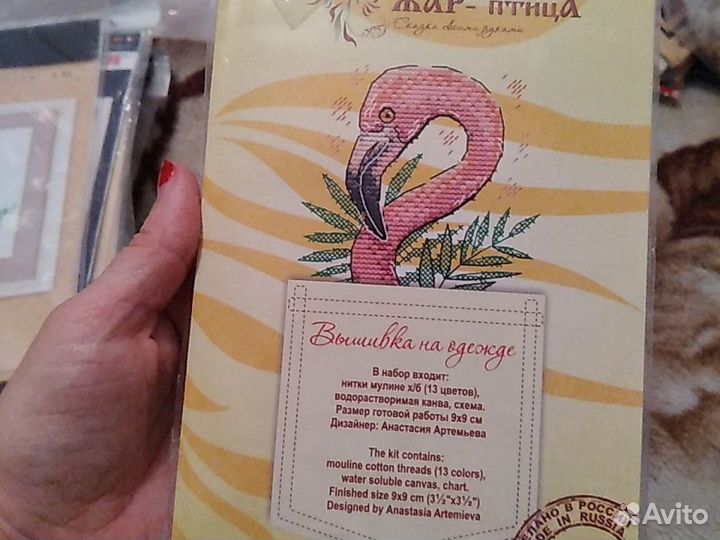 ЖАР-ПТИЦА
Сказка своими руками
Вышивка на одежде
В набор входит:
нитки мулине х/б (13 цветов),
водорастворимая канва, схема.
Размер готовой работы 9х9 см
Дизайнер: Анастасия Артемьева
The kit contains:
mouline cotton threads (13 colors),
water soluble canvas, chart.
Finished size 9x9 cm (3½"x3½")
Designed by Anastasia Artemieva
В РОСС
IN RUSSIA
Avito